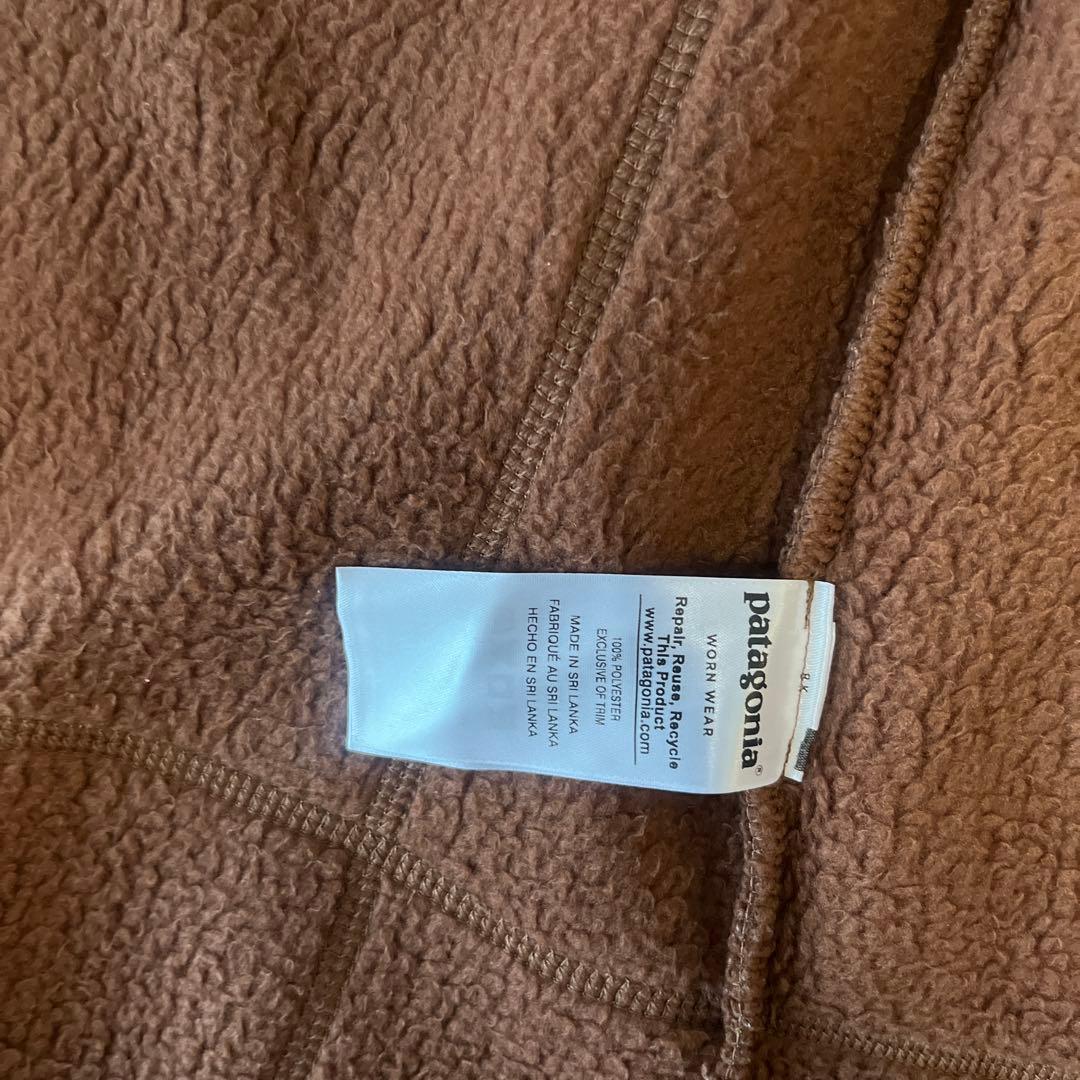 patagonia®
WORN WEAR
Repair, Reuse, Recycle
This Product
www.patagonia.com
100% POLYESTER
EXCLUSIVE OF TRIM
MADE IN SRI LANKA
FABRIQUÉ AU SRI LANKA
HECHO EN SRI LANKA